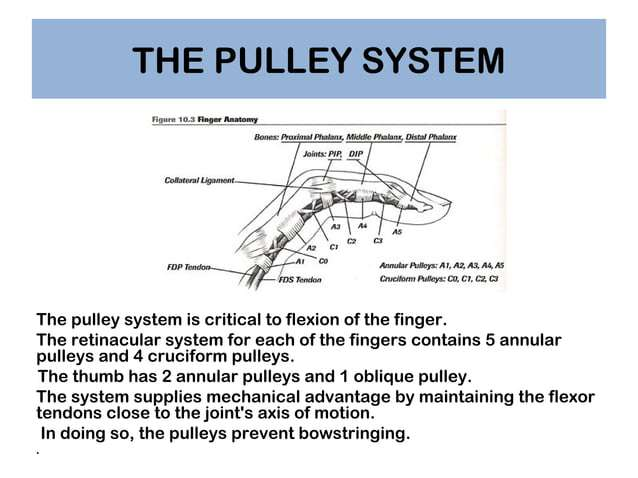 THE PULLEY SYSTEM
Figure 10.3 Finger Anatomy
Bones: Proximal Phalanx, Middle Phalanx, Distal Phalanx
Joints: PIP, DIP
Collateral Ligament
A3
A4
A5
A2
C1
C2
C3
A1
C0
FDP Tendon
FDS Tendon
Annular Pulleys: A1, A2, A3, A4, A5
Cruciform Pulleys: C0, C1, C2, C3
The pulley system is critical to flexion of the finger.
The retinacular system for each of the fingers contains 5 annular
pulleys and 4 cruciform pulleys.
The thumb has 2 annular pulleys and 1 oblique pulley.
The system supplies mechanical advantage by maintaining the flexor
tendons close to the joint's axis of motion.
In doing so, the pulleys prevent bowstringing.
.